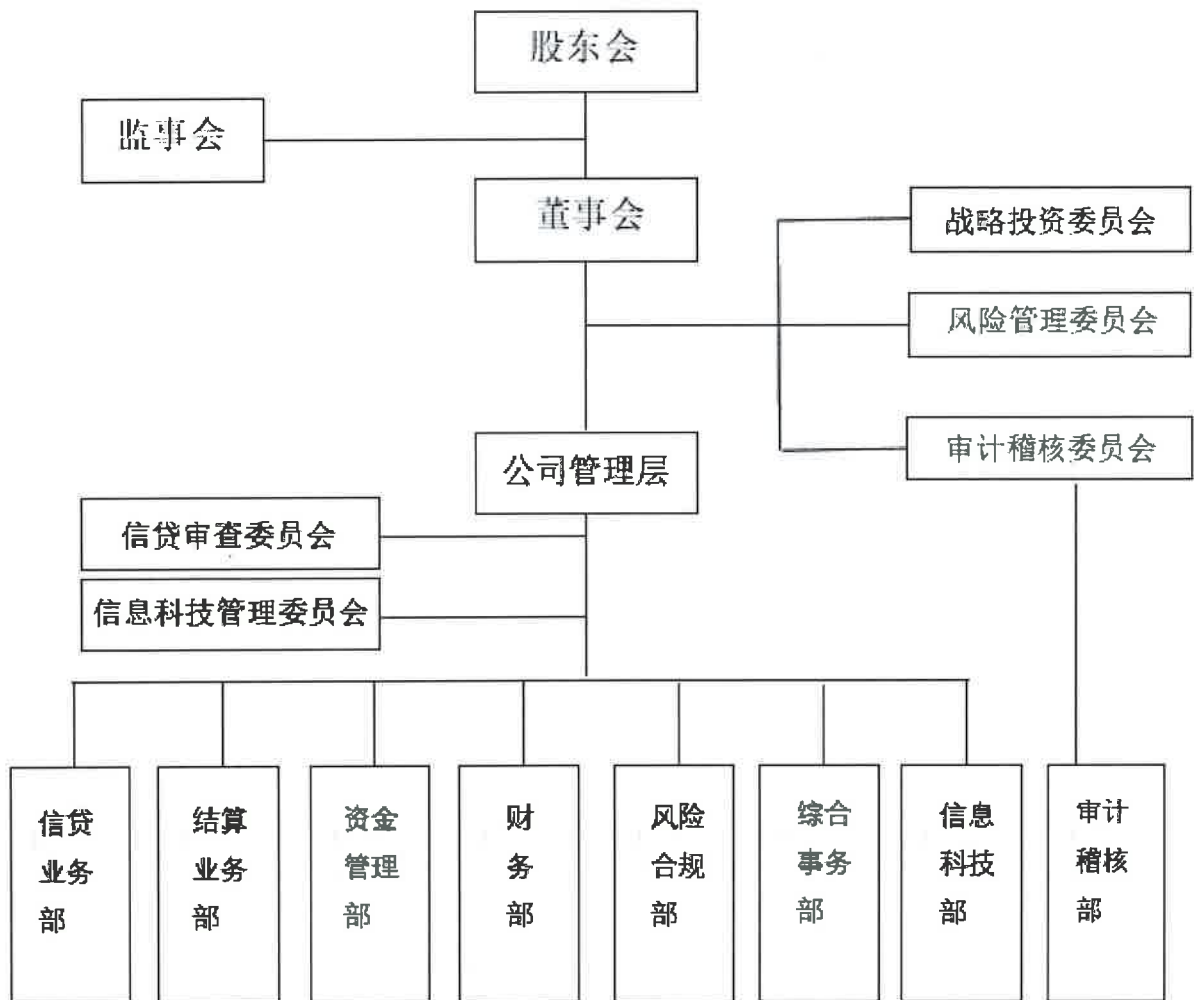 股东会
监事会
董事会
战略投资委员会
风险管理委员会
审计稽核委员会
公司管理层
信贷审查委员会
信息科技管理委员会
信贷
业务
部
结算
业务
部
资金
管理
部
财
务
部
风险
合规
部
综合
事务
部
信息
科技
部
审计
稽核
部